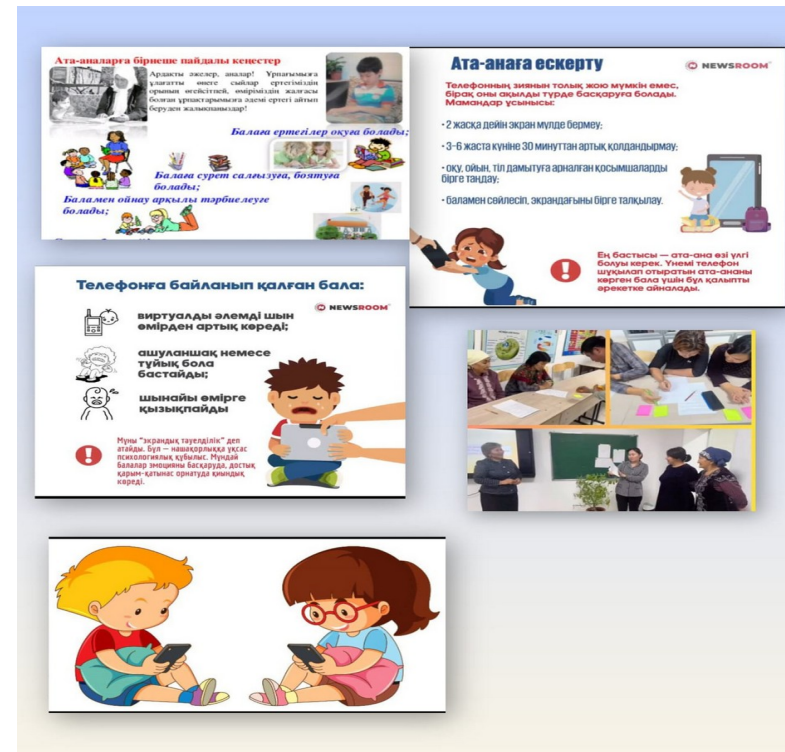 Ата-аналарға бірнеше пайдалы кеңестер
Ардақты әжелер, аналар! Ұрпағымызға
ұлағатты өнеге сыйлар ертегіміздің
орынын өгейсітпей, өміріміздің жалғасы
болған ұрпақтарымызға әдемі ертегі айтып
беруден жалықпаңыздар!
Балаға ертегілер оқуға болады;
Балаға сурет салғызуға, боятуға
болады;
Баламен ойнау арқылы тәрбиелеуге
болады;
Ата-анаға ескерту
NEWSROOM
Телефонның зиянын толық жою мүмкін емес,
бірақ оны ақылды түрде басқаруға болады.
Мамандар ұсынысы:
• 2 жасқа дейін экран мүлде бермеу;
• 3-6 жаста күніне 30 минуттан артық қолдандырмау;
• оқу, ойын, тіл дамытуға арналған қосымшаларды
бірге таңдау;
• баламен сөйлесіп, экрандағыны бірге талқылау.
Ең бастысы — ата-ана өзі үлгі
болуы керек. Үнемі телефон
шұқылап отыратын ата-ананы
көрген бала үшін бұл қалыпты
әрекетке айналады.
Телефонға байланып қалған бала:
NEWSROOM
виртуалды әлемді шын
өмірден артық көреді;
ашуланшақ немесе
тұйық бола
бастайды;
шынайы өмірге
қызықпайды
Мұны "экрандық тәуелділік" деп
атайды. Бұл — нашақорлыққа ұқсас
психологиялық құбылыс. Мұндай
балалар эмоцияны басқаруда, достық
қарым-қатынас орнатуда қиындық
көреді.